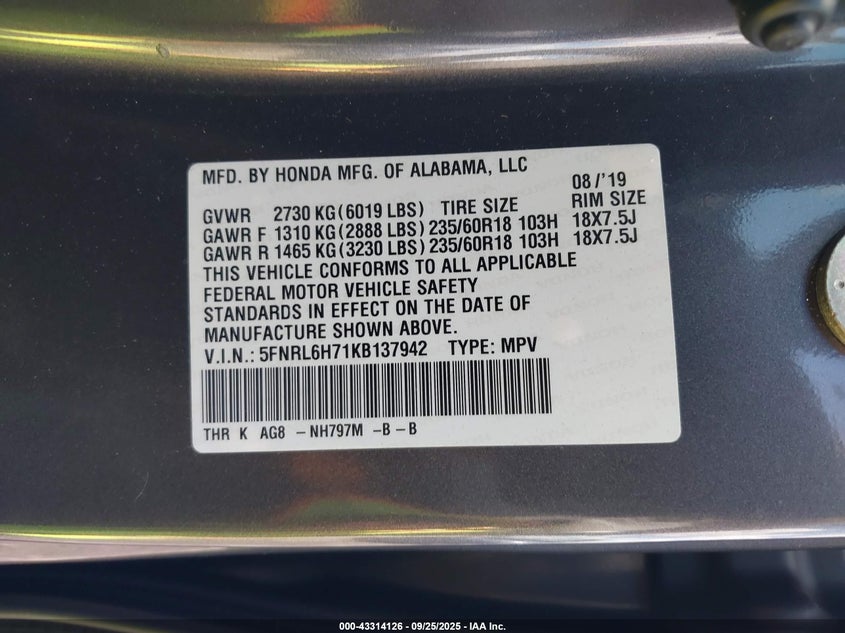 MFD. BY HONDA MFG. OF ALABAMA, LLC
08/'19
GVWR 2730 KG(6019 LBS) TIRE SIZE RIM SIZE
GAWR F 1310 KG(2888 LBS) 235/60R18 103H 18X7.5J
GAWR R 1465 KG(3230 LBS) 235/60R18 103H 18X7.5J
THIS VEHICLE CONFORMS TO ALL APPLICABLE
FEDERAL MOTOR VEHICLE SAFETY
STANDARDS IN EFFECT ON THE DATE OF
MANUFACTURE SHOWN ABOVE.
V.I.N.: 5FNRL6H71KB137942 TYPE: MPV
THR K AG8 - NH797M -B - B
000-43314126 - 09/25/2025 - IAA Inc.